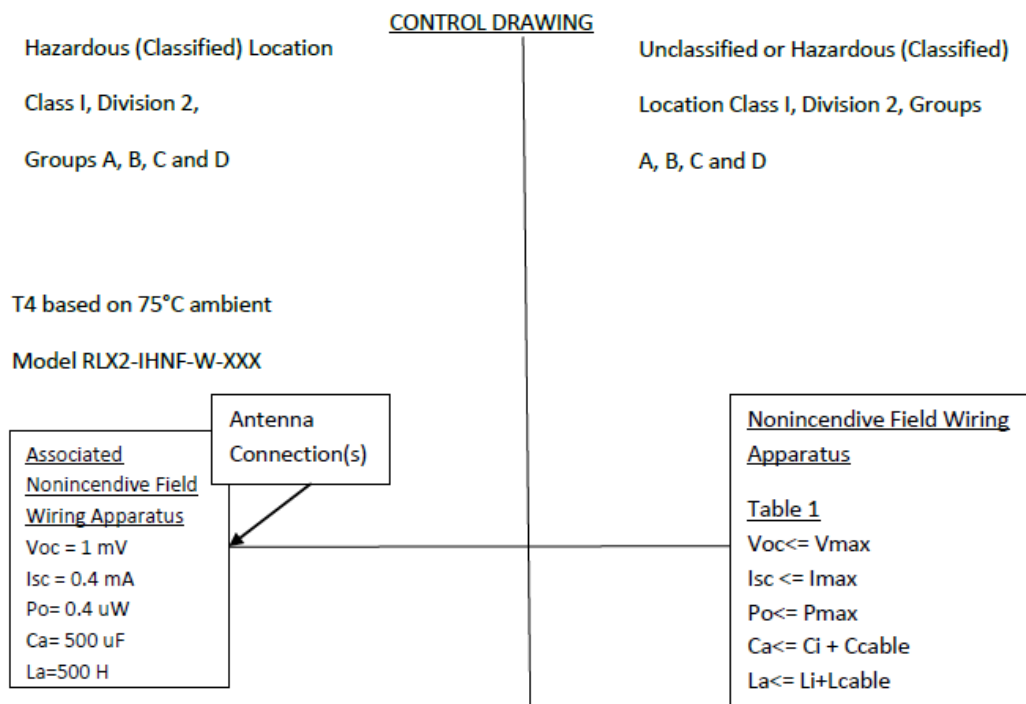 CONTROL DRAWING
Hazardous (Classified) Location
Class I, Division 2,
Groups A, B, C and D
Unclassified or Hazardous (Classified)
Location Class I, Division 2, Groups
A, B, C and D
T4 based on 75°C ambient
Model RLX2-IHNF-W-XXX
Antenna
Connection(s)
Associated
Nonincendive Field
Wiring Apparatus
Voc = 1 mV
Isc = 0.4 mA
Po= 0.4 uW
Ca= 500 uF
La=500 H
Nonincendive Field Wiring
Apparatus
Table 1
Voc<= Vmax
Isc <= Imax
Po<= Pmax
Ca<= Ci + Ccable
La<= Li+Lcable